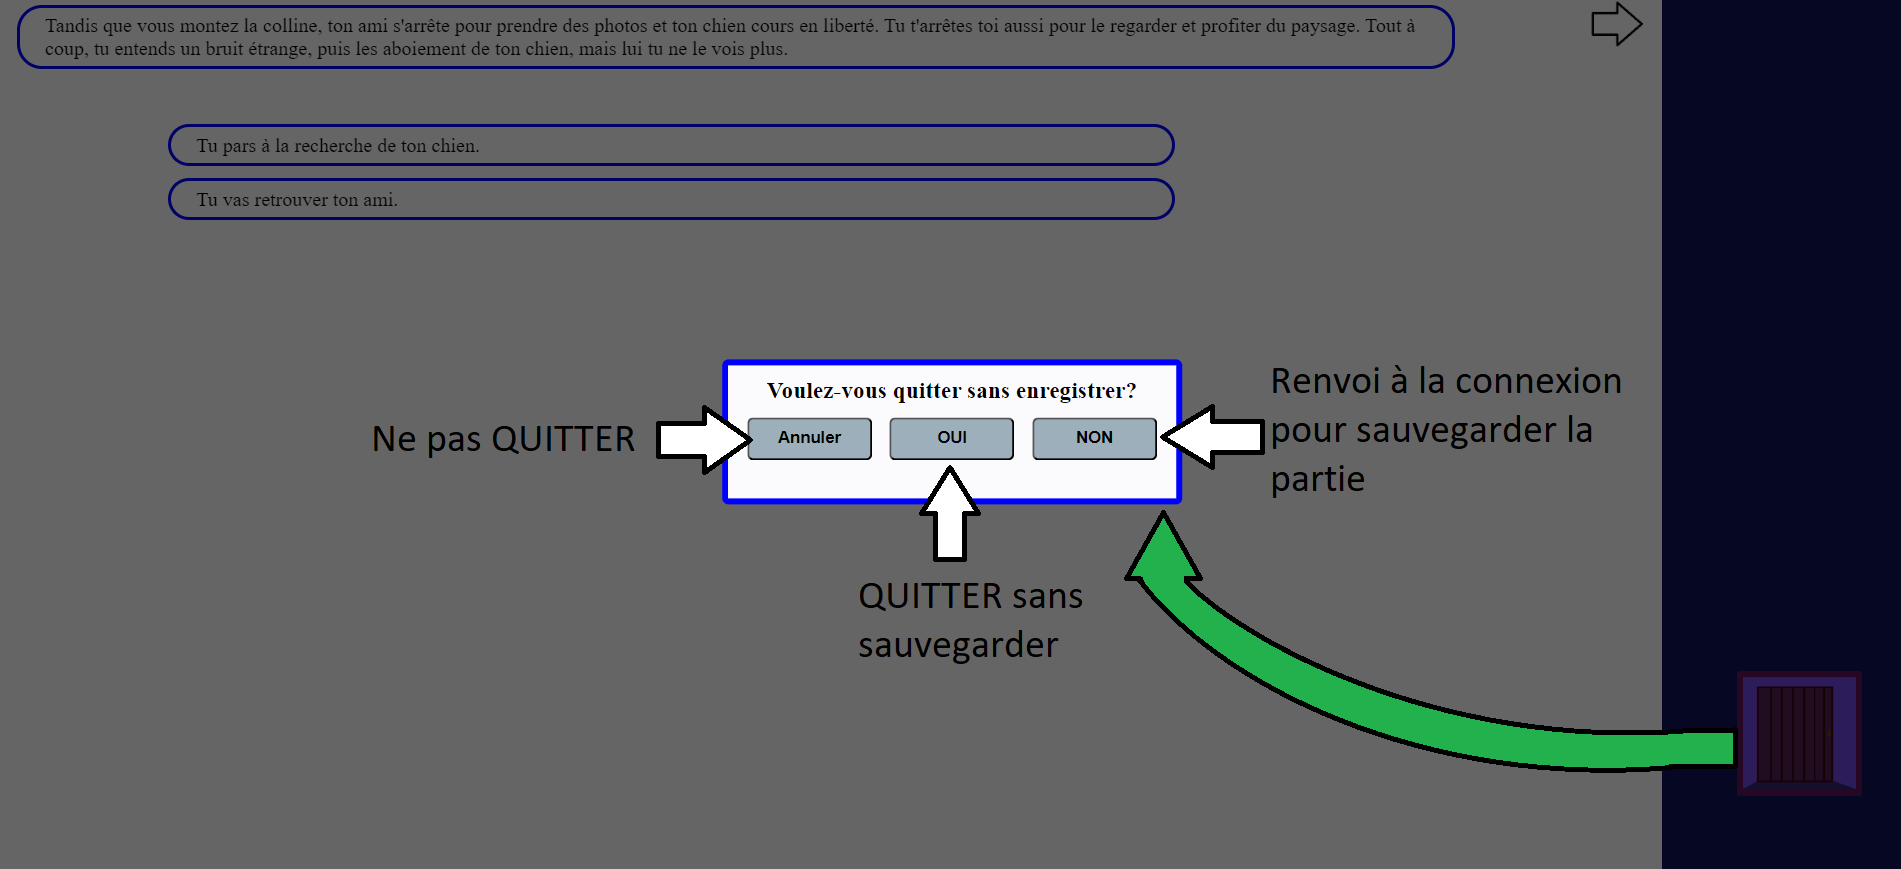 Tandis que vous montez la colline, ton ami s'arrête pour prendre des photos et ton chien cours en liberté. Tu t'arrêtes toi aussi pour le regarder et profiter du paysage. Tout à
coup, tu entends un bruit étrange, puis les aboiement de ton chien, mais lui tu ne le vois plus.
Tu pars à la recherche de ton chien.
Tu vas retrouver ton ami.
Voulez-vous quitter sans enregistrer?
Ne pas QUITTER
Annuler
OUI
NON
Renvoi à la connexion
pour sauvegarder la
partie
QUITTER sans
sauvegarder